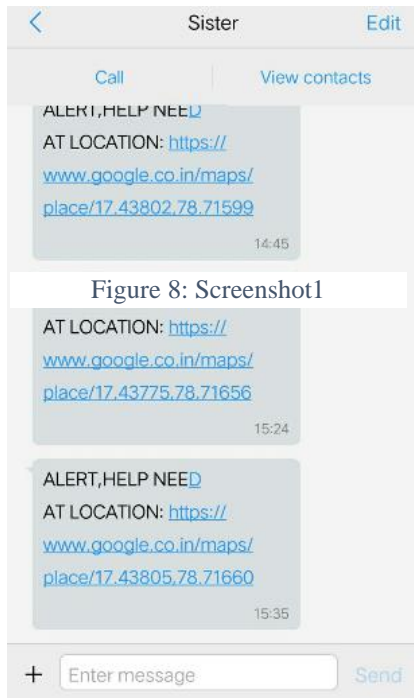 Sister Edit
Call View contacts
ALERT,HELP NEED
AT LOCATION: https://
www.google.co.in/maps/
place/17.43802,78.71599
14:45
Figure 8: Screenshot1
AT LOCATION: https://
www.google.co.in/maps/
place/17.43775,78.71656
15:24
ALERT,HELP NEED
AT LOCATION: https://
www.google.co.in/maps/
place/17.43805,78.71660
15:35
+ Enter message Send